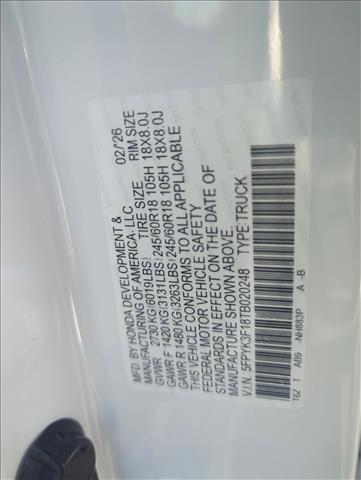 MFD. BY HONDA DEVELOPMENT & 02/'26
MANUFACTURING OF AMERICA, LLC
TIRE SIZE RIM SIZE
GVWR 2730 KG(6019LBS)
GAWR F 1420 KG(3131LBS)245/60R18 105H 18X8.0J
GAWR R 1480 KG(3263LBS)245/60R18 105H 18X8.0J
THIS VEHICLE CONFORMS TO ALL APPLICABLE
FEDERAL MOTOR VEHICLE SAFETY
STANDARDS IN EFFECT ON THE DATE OF
MANUFACTURE SHOWN ABOVE.
V.I.N. 5FPYK3F18TB020248 TYPE:TRUCK
T6Z T AB9 -NH883P A -B